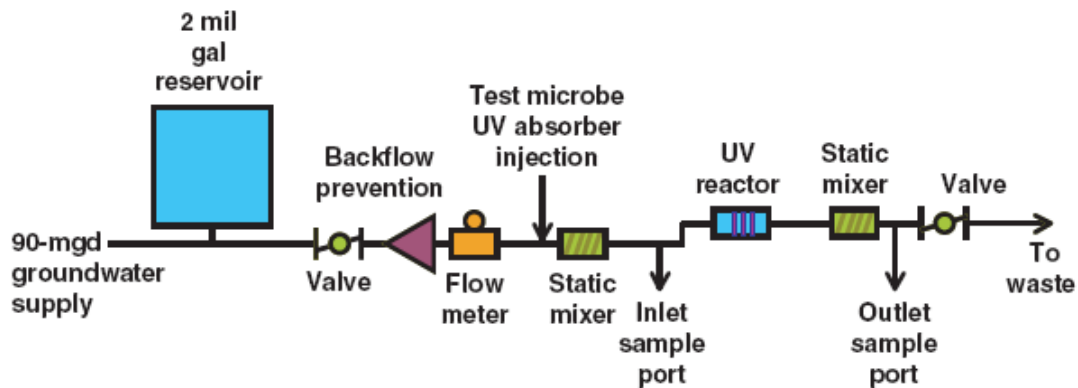 2 mil
gal
reservoir
90-mgd
groundwater
supply
Valve
Backflow
prevention
Flow
meter
Test microbe
UV absorber
injection
Static
mixer
Inlet
sample
port
UV
reactor
Static
mixer
Outlet
sample
port
Valve
To
waste